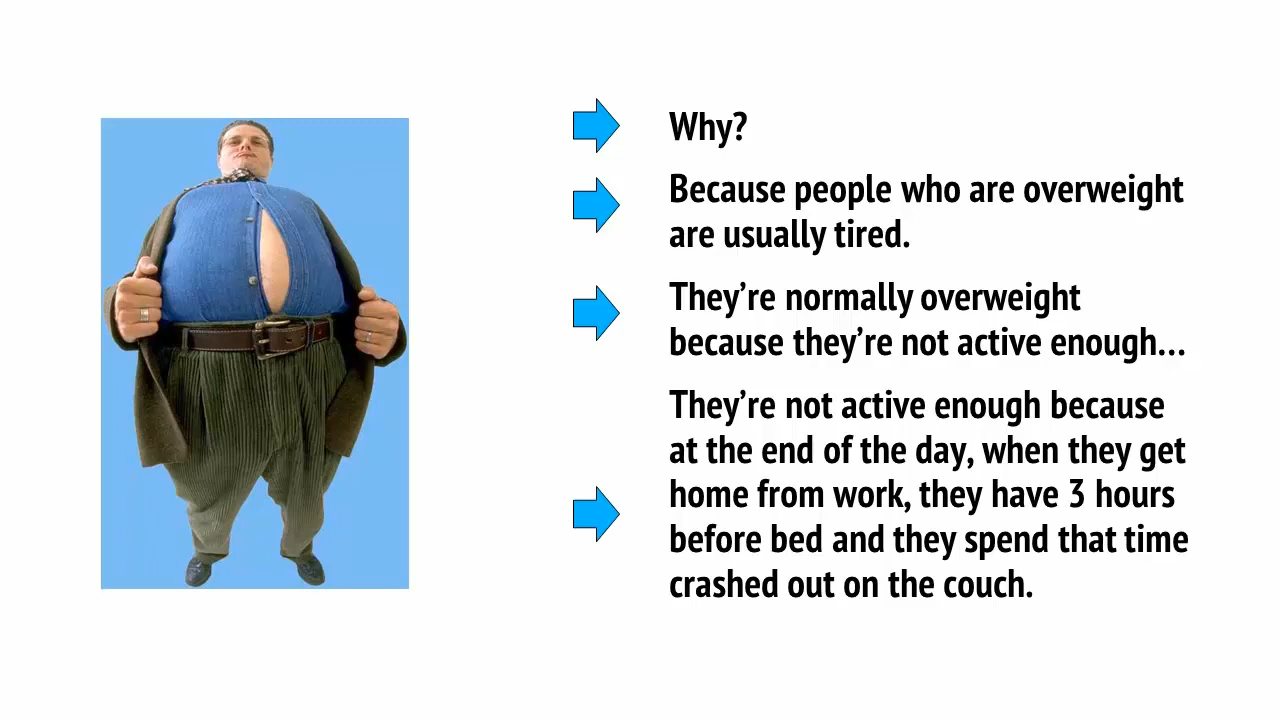 Why?
Because people who are overweight
are usually tired.
They’re normally overweight
because they’re not active enough…
They’re not active enough because
at the end of the day, when they get
home from work, they have 3 hours
before bed and they spend that time
crashed out on the couch.